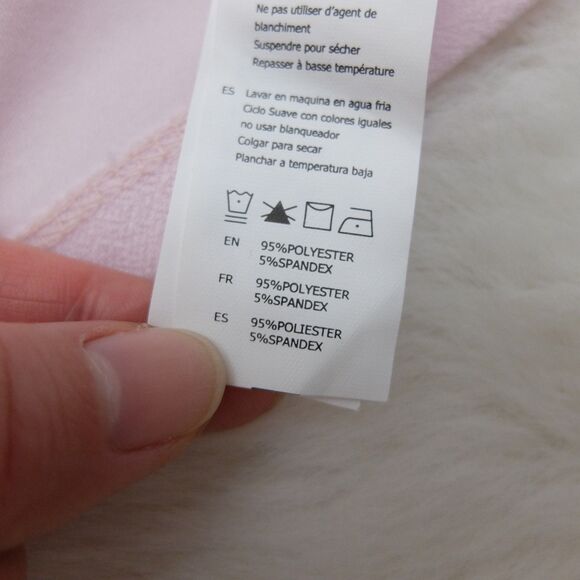 Ne pas utiliser d'agent de
blanchiment
Suspendre pour sécher
Repasser à basse température
ES Lavar en maquina en agua fria
Ciclo Suave con colores iguales
no usar blanqueador
Colgar para secar
Planchar a temperatura baja
EN 95%POLYESTER
5%SPANDEX
FR 95%POLYESTER
5%SPANDEX
ES 95%POLIESTER
5%SPANDEX